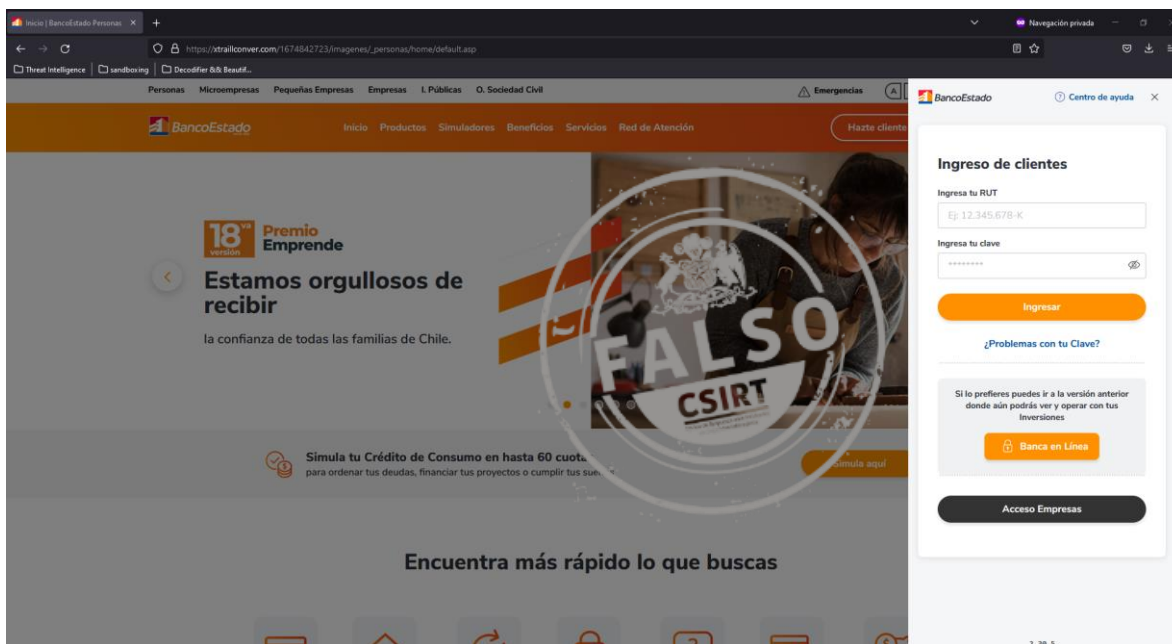 Inicio | BancoEstado Personas
Navegación privada
https://xtraillconver.com/1674842723/imagenes/_personas/home/default.asp
Threat Intelligence
sandboxing
Decodifier && Beautif...
Personas Microempresas Pequeñas Empresas Empresas I. Públicas O. Sociedad Civil
Emergencias
A
BancoEstado
Inicio Productos Simuladores Beneficios Servicios Red de Atención
Hazte cliente
18va versión
Premio
Emprende
Estamos orgullosos de
recibir
la confianza de todas las familias de Chile.
FALSO
CSIRT
Simula tu Crédito de Consumo en hasta 60
para ordenar tus deudas, financiar tus proyectos o cumplir tus
Simula aquí
Encuentra más rápido lo que buscas
BancoEstado
Centro de ayuda
Ingreso de clientes
Ingresa tu RUT
Ej: 12.345.678-K
Ingresa tu clave
********
Ingresar
¿Problemas con tu Clave?
Si lo prefieres puedes ir a la versión anterior
donde aún podrás ver y operar con tus
Inversiones
Banca en Línea
Acceso Empresas